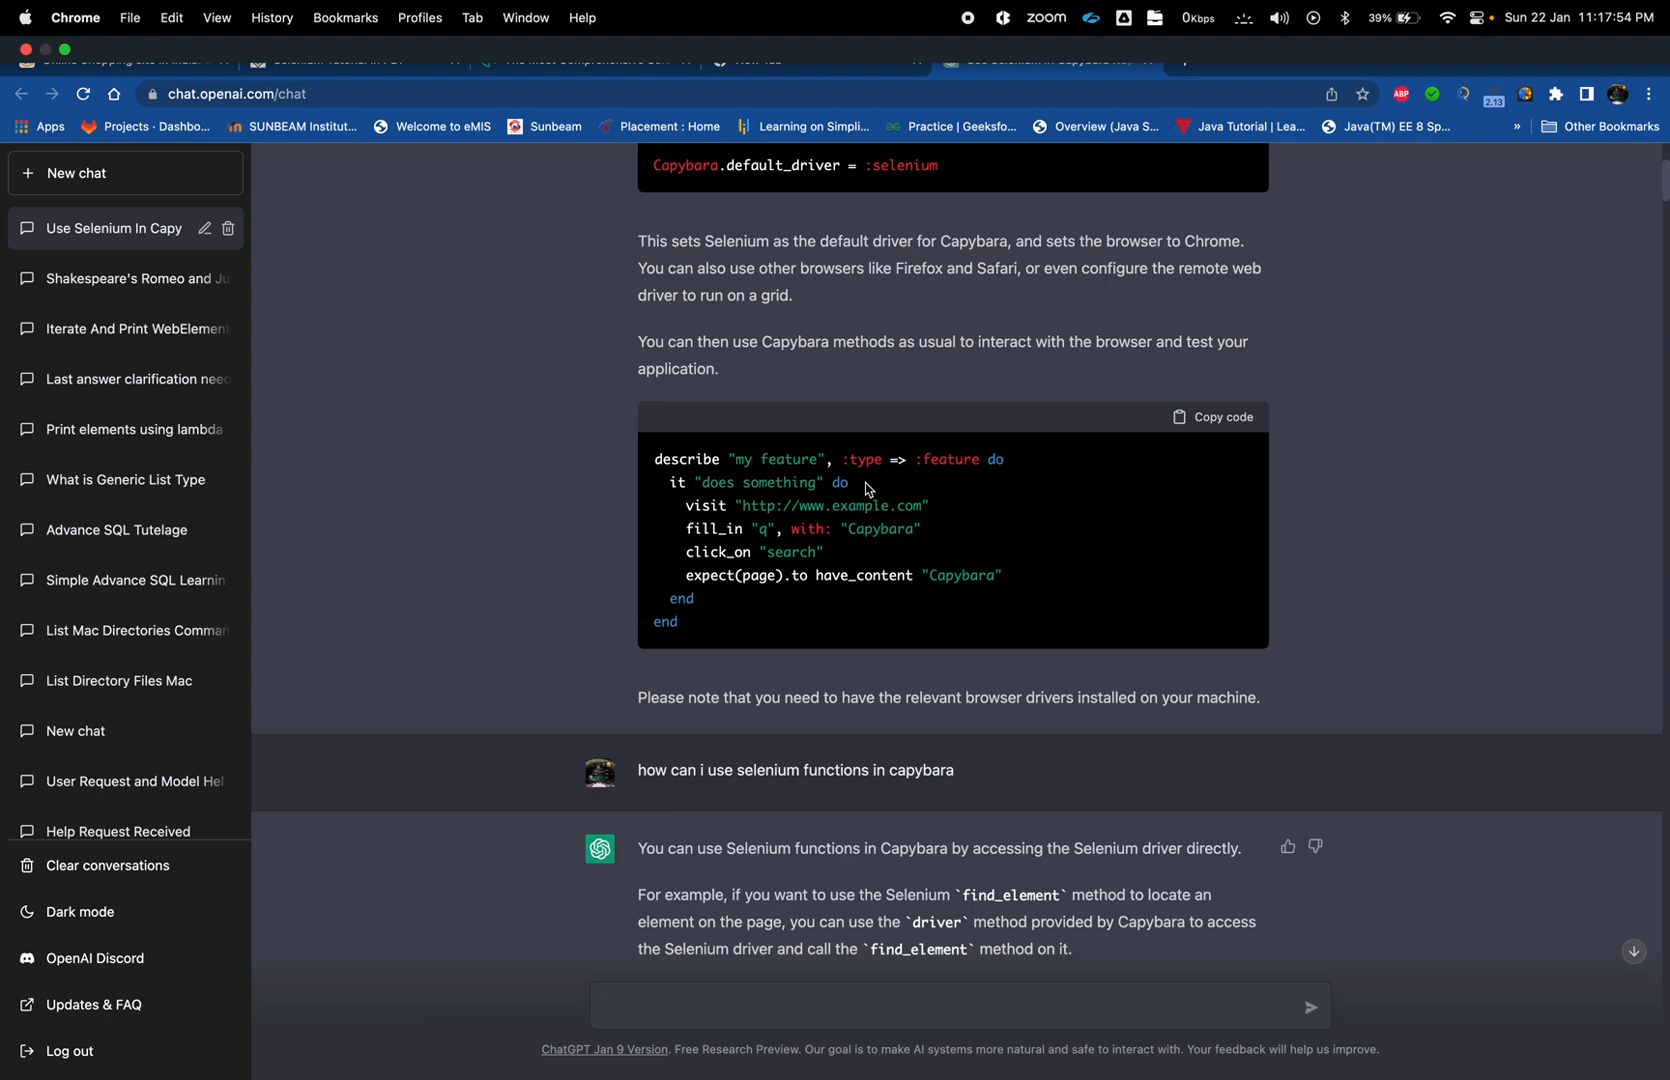 Chrome File Edit View History Bookmarks Profiles Tab Window Help zoom 0Kbps 39% Sun 22 Jan 11:17:54 PM
chat.openai.com/chat ABP 2.13
Apps Projects · Dashbo... SUNBEAM Institut... Welcome to eMIS Sunbeam Placement : Home Learning on Simpli... Practice | Geeksfo... Overview (Java S... Java Tutorial | Lea... Java(TM) EE 8 Sp... » Other Bookmarks
+ New chat
Use Selenium In Capy
Shakespeare's Romeo and Ju
Iterate And Print WebElement
Last answer clarification need
Print elements using lambda
What is Generic List Type
Advance SQL Tutelage
Simple Advance SQL Learnin
List Mac Directories Comman
List Directory Files Mac
New chat
User Request and Model Hel
Help Request Received
Clear conversations
Dark mode
OpenAI Discord
Updates & FAQ
Log out
Capybara.default_driver = :selenium
This sets Selenium as the default driver for Capybara, and sets the browser to Chrome.
You can also use other browsers like Firefox and Safari, or even configure the remote web
driver to run on a grid.
You can then use Capybara methods as usual to interact with the browser and test your
application.
Copy code
describe "my feature", :type => :feature do
it "does something" do
visit "http://www.example.com"
fill_in "q", with: "Capybara"
click_on "search"
expect(page).to have_content "Capybara"
end
end
Please note that you need to have the relevant browser drivers installed on your machine.
how can i use selenium functions in capybara
You can use Selenium functions in Capybara by accessing the Selenium driver directly.
For example, if you want to use the Selenium `find_element` method to locate an
element on the page, you can use the `driver` method provided by Capybara to access
the Selenium driver and call the `find_element` method on it.
ChatGPT Jan 9 Version. Free Research Preview. Our goal is to make AI systems more natural and safe to interact with. Your feedback will help us improve.